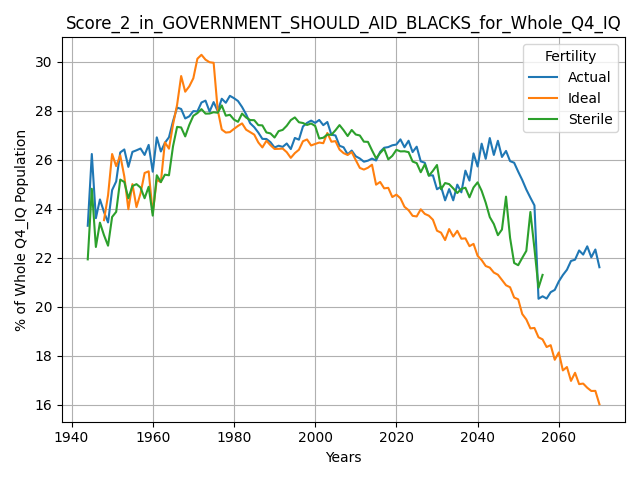 Score_2_in_GOVERNMENT_SHOULD_AID_BLACKS_for_Whole_Q4_IQ
Fertility
Actual
Ideal
Sterile
% of Whole Q4_IQ Population
30
28
26
24
22
20
18
16
1940
1960
1980
2000
2020
2040
2060
Years